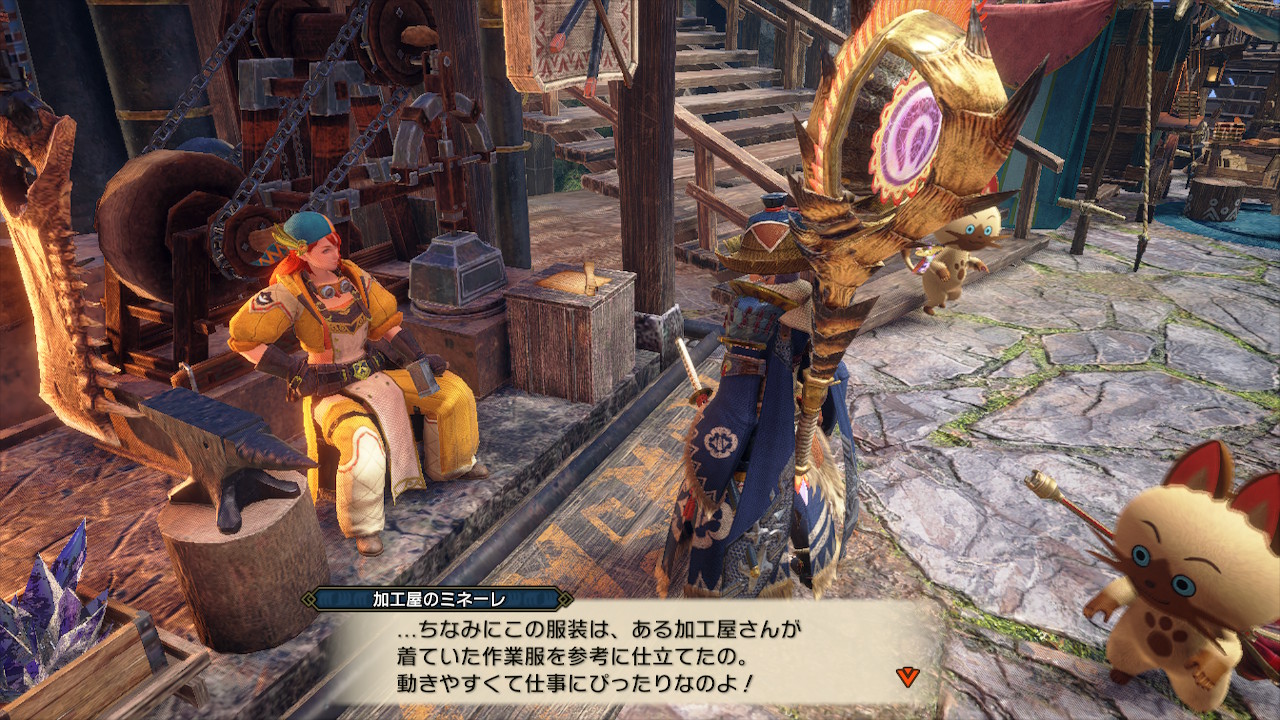 加工屋のミネーレ
…ちなみにこの服装は、ある加工屋さんが
着ていた作業服を参考に仕立てたの。
動きやすくて仕事にぴったりなのよ！